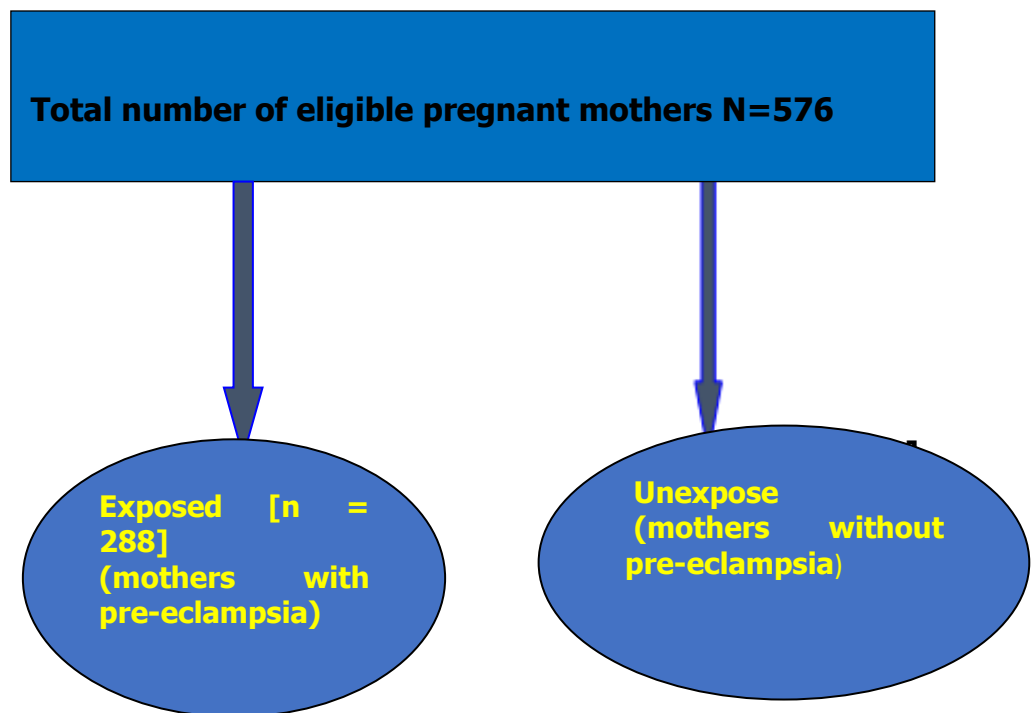 Total number of eligible pregnant mothers N=576
Exposed [n =
288]
(mothers with
pre-eclampsia)
Unexpose
(mothers without
pre-eclampsia)